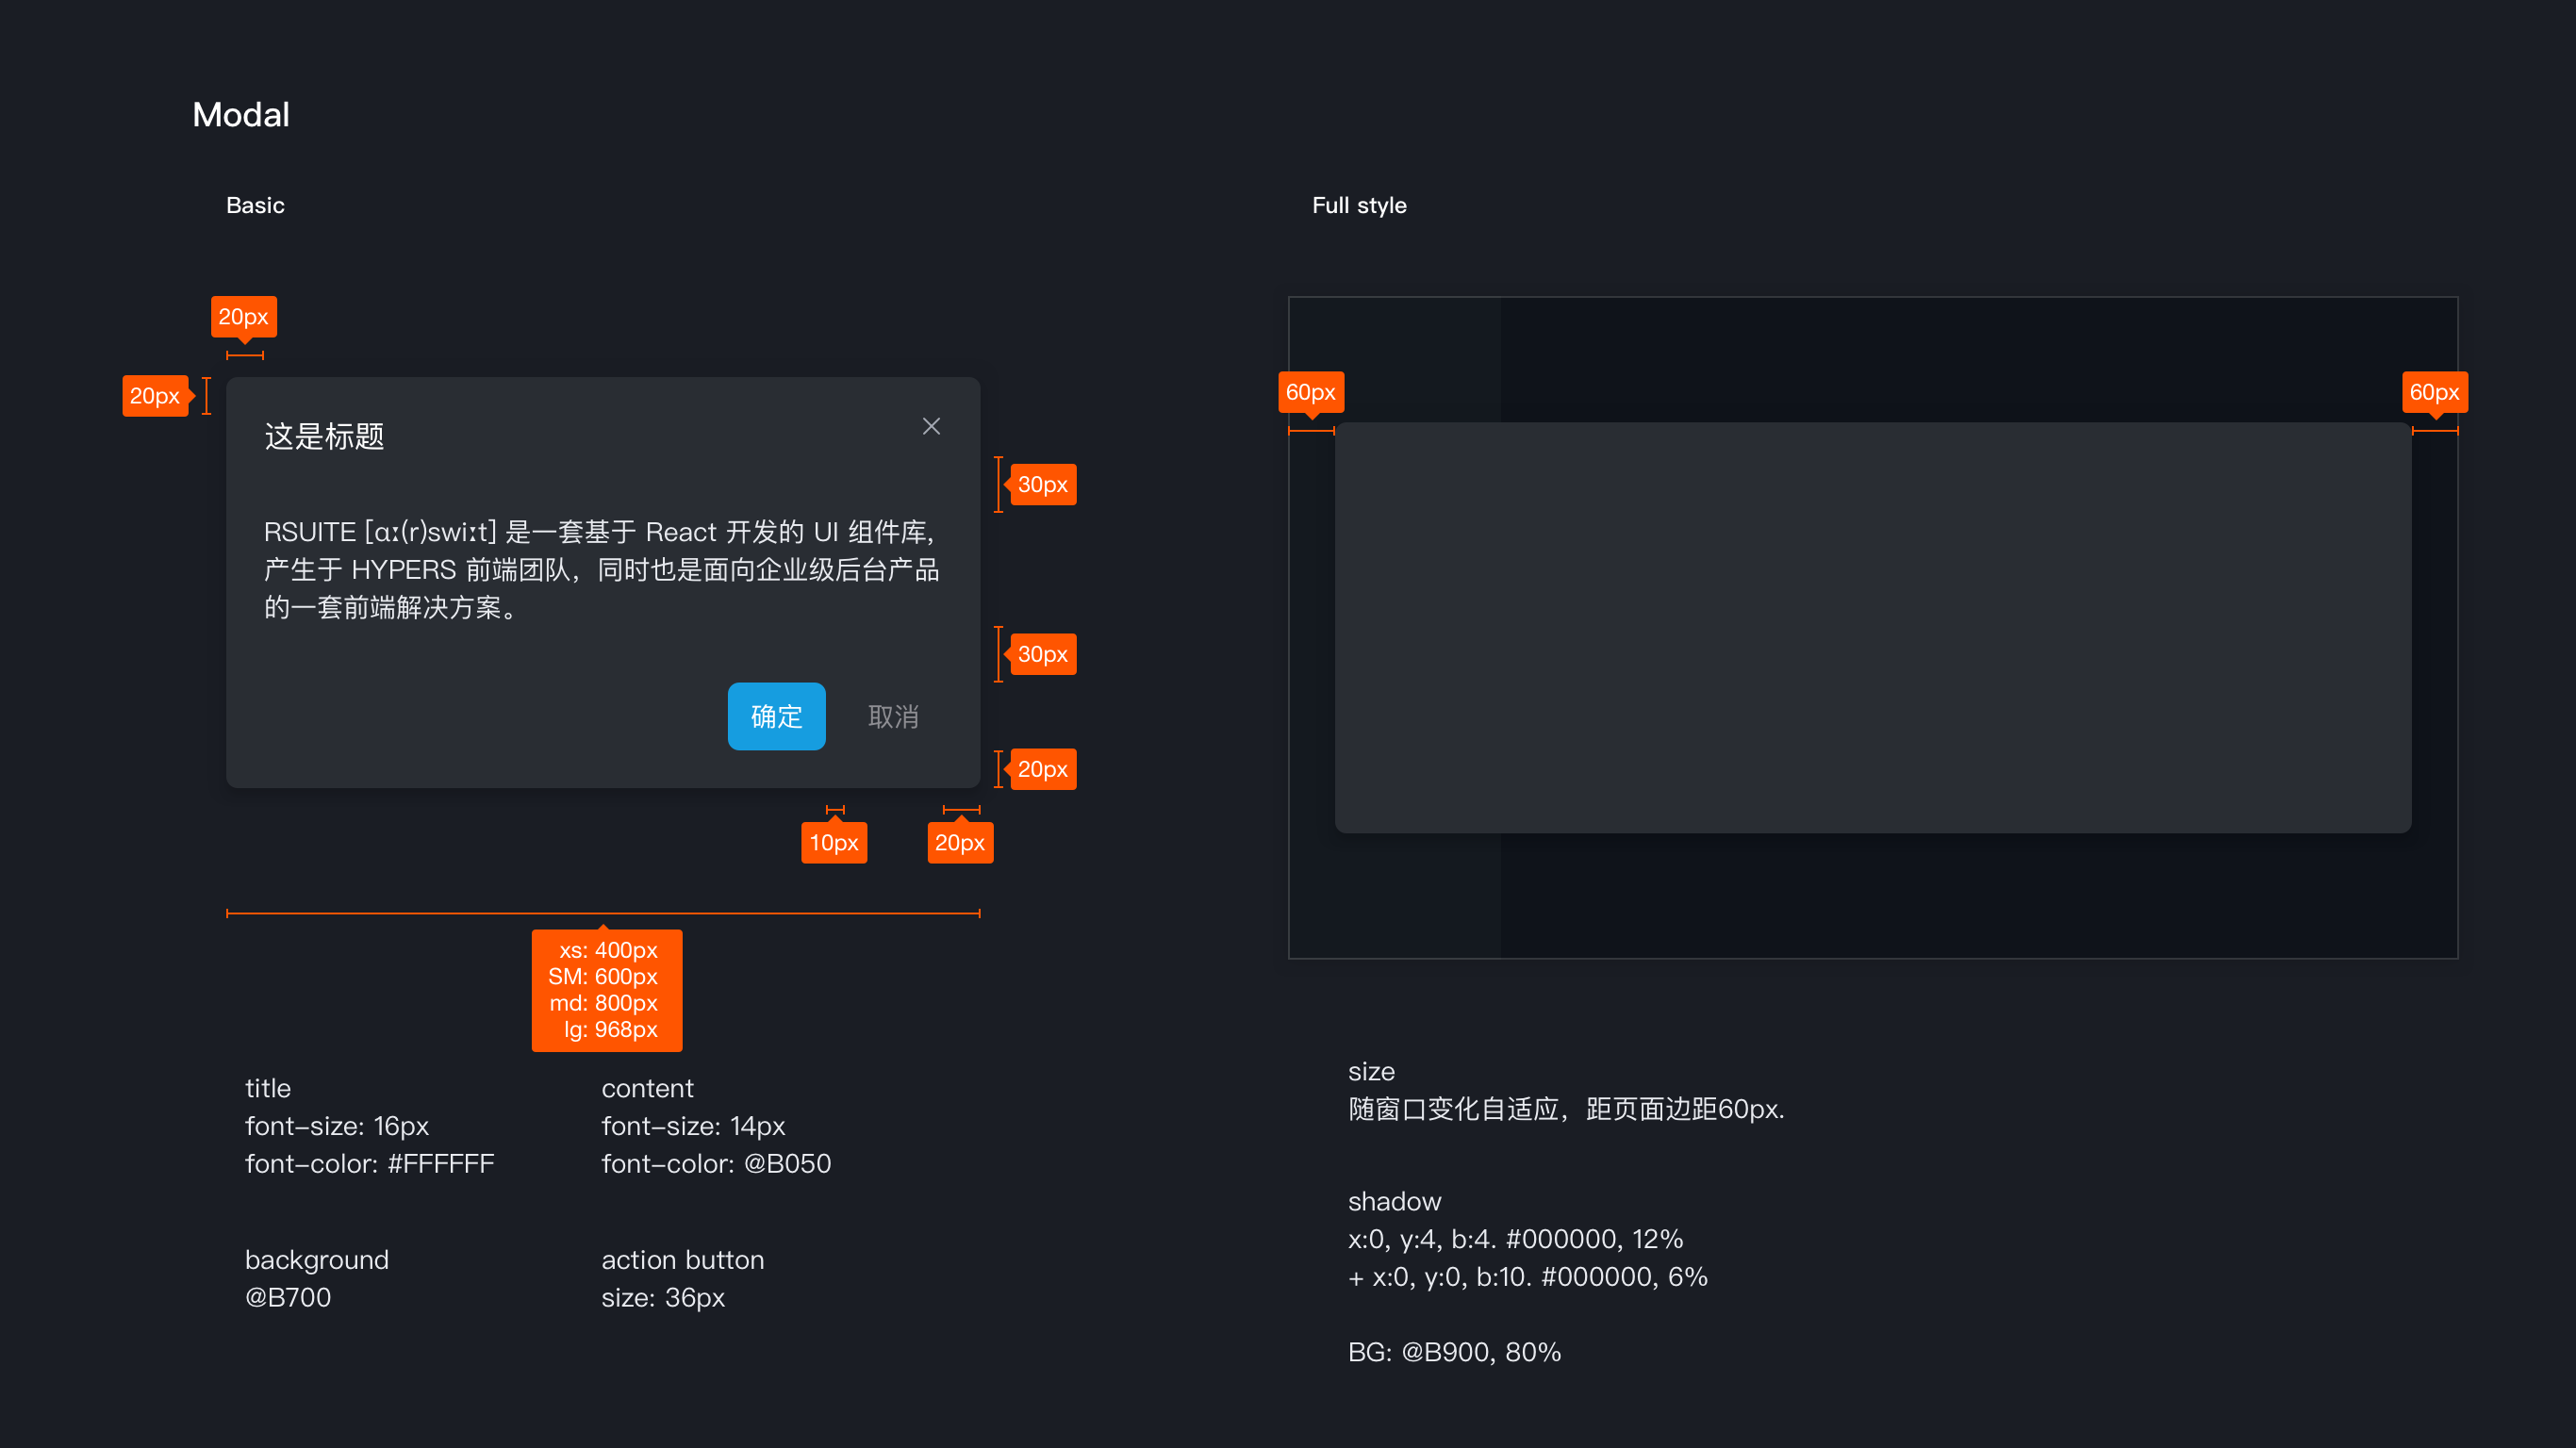 Modal
Basic
20px
20px
这是标题
30px
RSUITE [ɑː(r)swiːt] 是一套基于 React 开发的 UI 组件库,
产生于 HYPERS 前端团队，同时也是面向企业级后台产品
的一套前端解决方案。
30px
确定
取消
20px
10px
20px
xs: 400px
SM: 600px
md: 800px
lg: 968px
title
font-size: 16px
font-color: #FFFFFF
content
font-size: 14px
font-color: @B050
background
@B700
action button
size: 36px
Full style
60px
60px
size
随窗口变化自适应，距页面边距60px.
shadow
x:0, y:4, b:4. #000000, 12%
+ x:0, y:0, b:10. #000000, 6%
BG: @B900, 80%